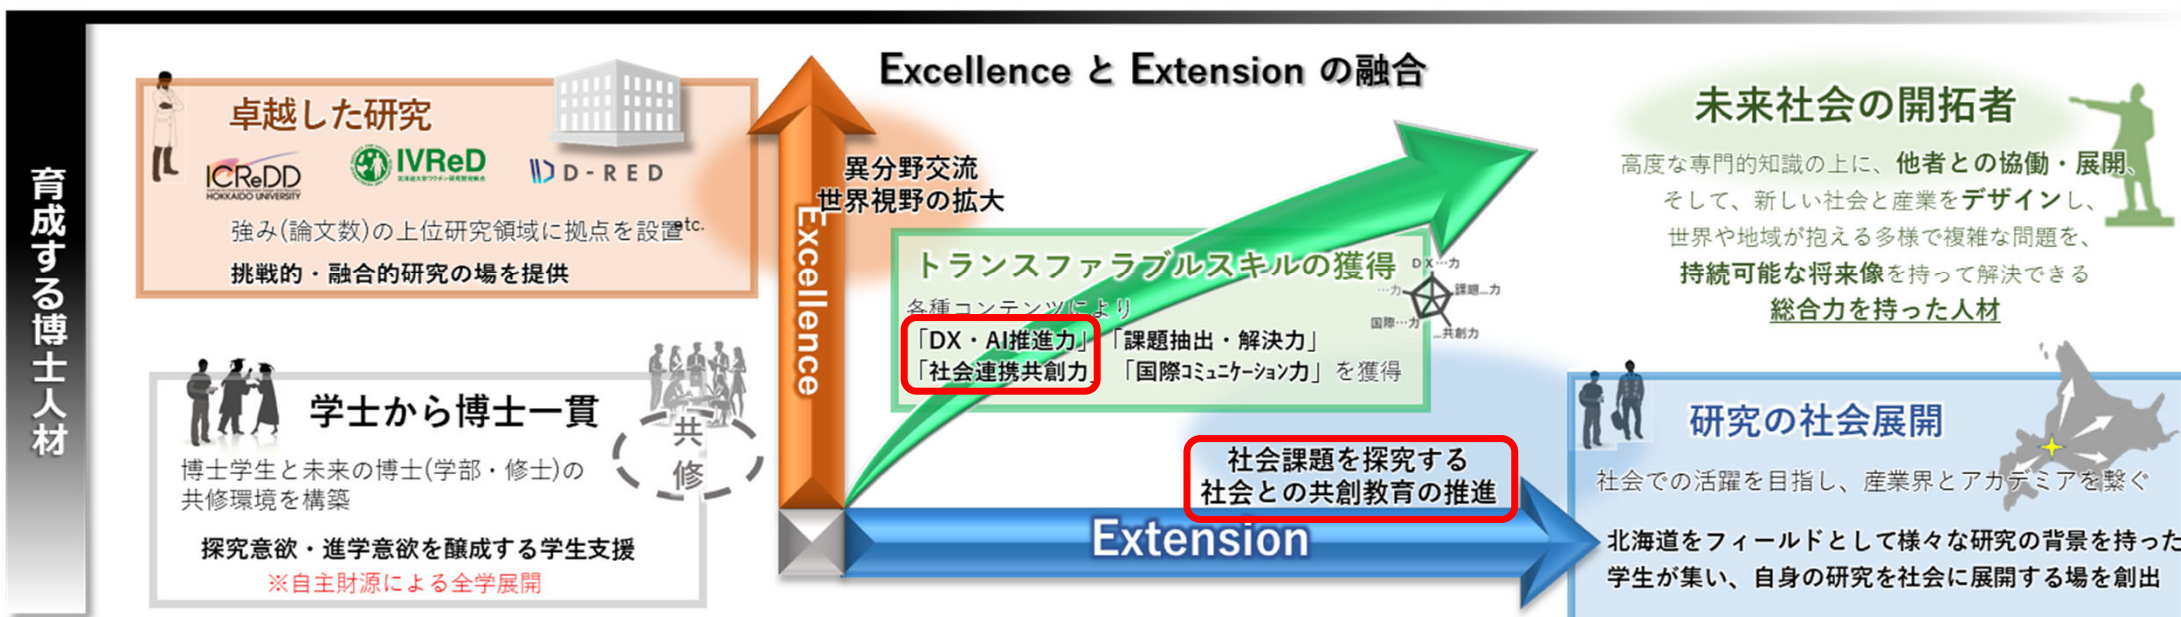 育成する博士人材
Excellence と Extension の融合
卓越した研究
ICReDD
HOKKAIDO UNIVERSITY
IVReD
北海道大学ワクチン研究開発拠点
D-RED
強み(論文数)の上位研究領域に拠点を設置etc.
挑戦的・融合的研究の場を提供
学士から博士一貫
共
修
博士学生と未来の博士(学部・修士)の
共修環境を構築
探究意欲・進学意欲を醸成する学生支援
※自主財源による全学展開
Excellence
異分野交流
世界視野の拡大
トランスファラブルスキルの獲得
各種コンテンツにより
「DX・AI推進力」「課題抽出・解決力」
「社会連携共創力」「国際コミュニケーション力」を獲得
DX…力
…力
課題…力
国際…力
…共創力
社会課題を探究する
社会との共創教育の推進
Extension
未来社会の開拓者
高度な専門的知識の上に、他者との協働・展開、
そして、新しい社会と産業をデザインし、
世界や地域が抱える多様で複雑な問題を、
持続可能な将来像を持って解決できる
総合力を持った人材
研究の社会展開
社会での活躍を目指し、産業界とアカデミアを繋ぐ
北海道をフィールドとして様々な研究の背景を持った
学生が集い、自身の研究を社会に展開する場を創出